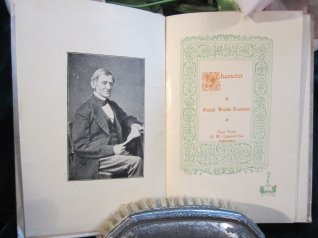 Character
Ralph Waldo Emerson
New York
H. M. Caldwell Co.
Publishers